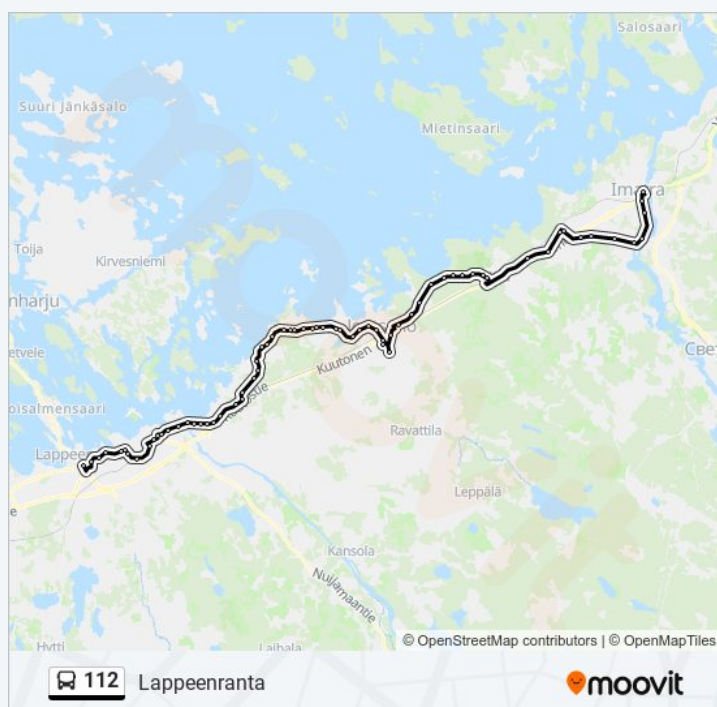 Salosaari
Suuri Jänkäsalo
Mietinsaari
Imatra
Toija
Kirvesniemi
nharju
Свет
etvele
Kuutonen
oisalmensaari
Ravattila
Lappee
Leppälä
e
Kansola
Nuijamaantie
Hytti
Laihala
© OpenStreetMap contributors | © OpenMapTiles
112 Lappeenranta
moovit